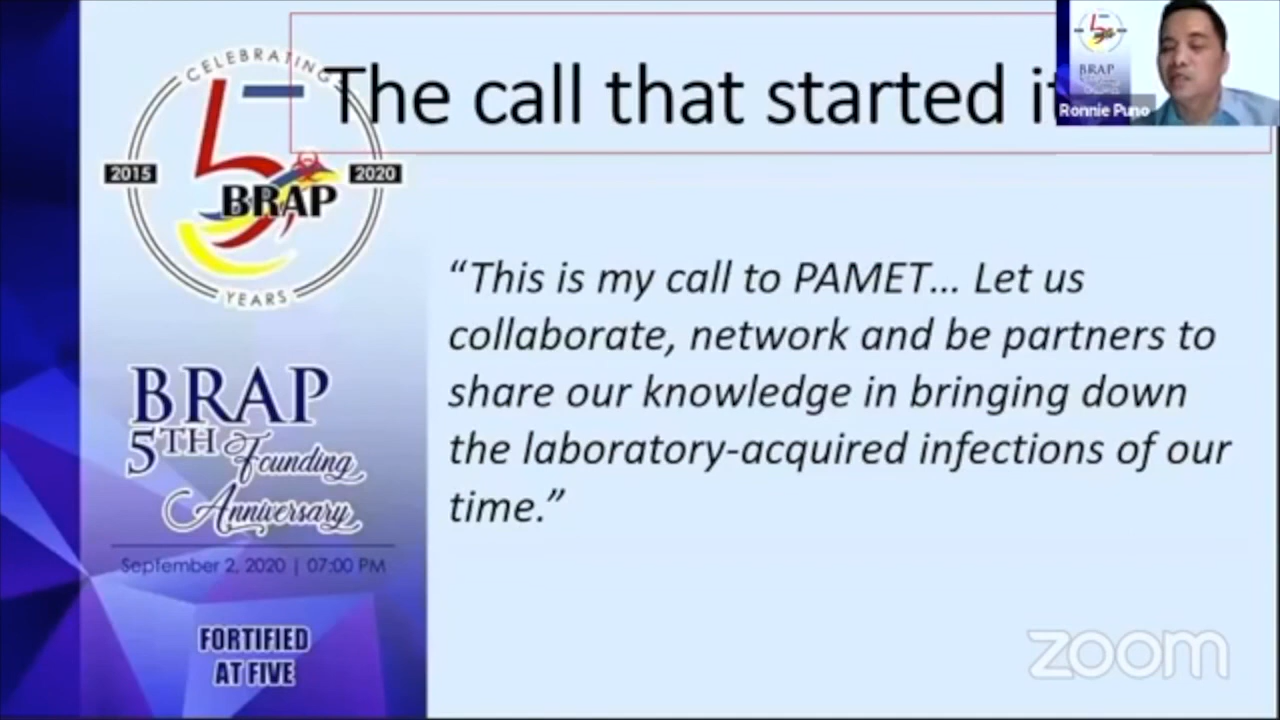 The call that started it
BRAP
Ronnie Puno
CELEBRATING
5
2015
BRAP
2020
YEARS
"This is my call to PAMET... Let us
collaborate, network and be partners to
share our knowledge in bringing down
the laboratory-acquired infections of our
time."
BRAP
5TH Founding
Anniversary
September 2, 2020 | 07:00 PM
FORTIFIED
AT FIVE
zoom